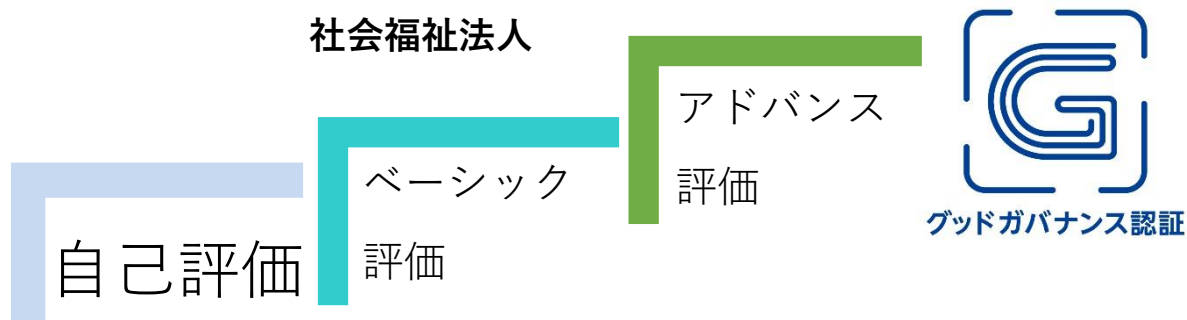 社会福祉法人
自己評価
ベーシック
評価
アドバンス
評価
G
グッドガバナンス認証